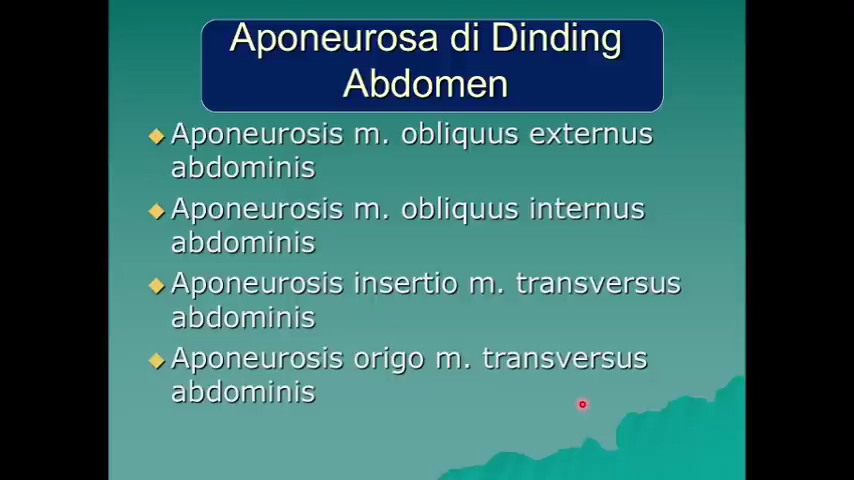 Aponeurosa di Dinding
Abdomen
Aponeurosis m. obliquus externus
abdominis
Aponeurosis m. obliquus internus
abdominis
Aponeurosis insertio m. transversus
abdominis
Aponeurosis origo m. transversus
abdominis